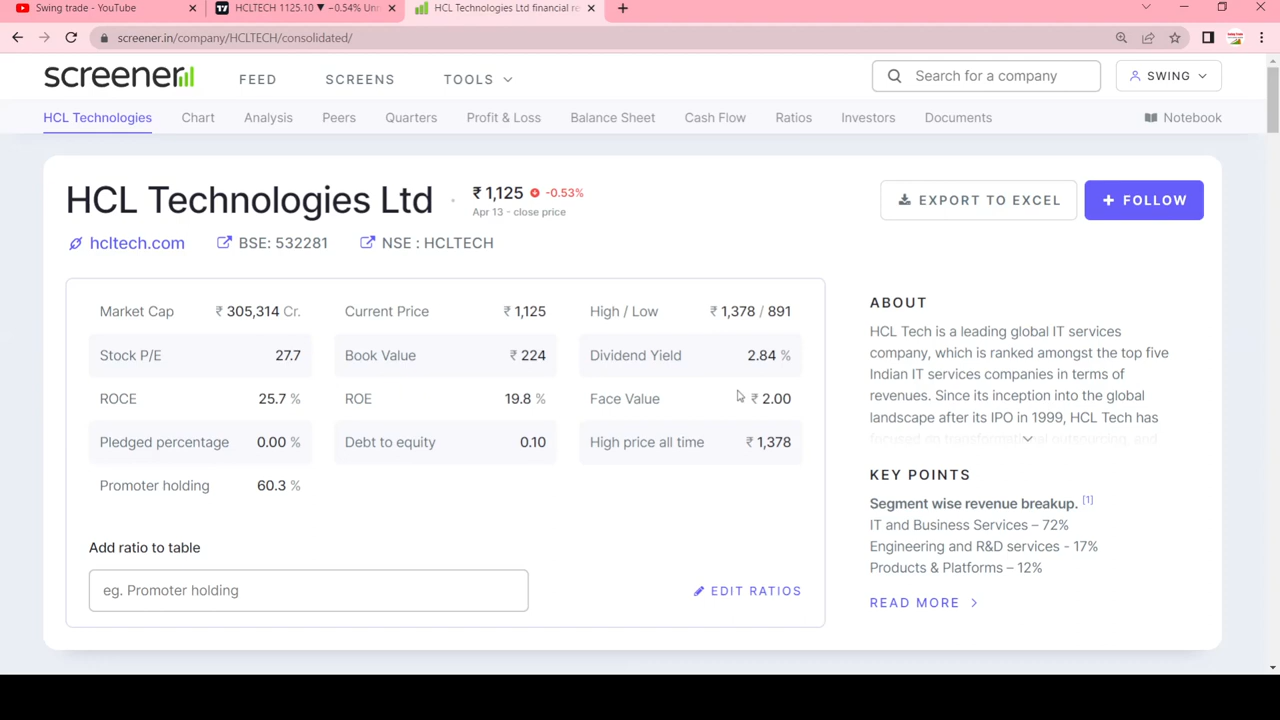 Swing trade - YouTube
HCLTECH 1125.10 ▼ −0.54% Unn
HCL Technologies Ltd financial re
screener.in/company/HCLTECH/consolidated/
screener
FEED
SCREENS
TOOLS
Search for a company
SWING
HCL Technologies
Chart
Analysis
Peers
Quarters
Profit & Loss
Balance Sheet
Cash Flow
Ratios
Investors
Documents
Notebook
HCL Technologies Ltd
₹ 1,125 -0.53%
Apr 13 - close price
EXPORT TO EXCEL
+ FOLLOW
hcltech.com
BSE: 532281
NSE : HCLTECH
Market Cap ₹ 305,314 Cr.
Current Price ₹ 1,125
High / Low ₹ 1,378 / 891
Stock P/E 27.7
Book Value ₹ 224
Dividend Yield 2.84 %
ROCE 25.7 %
ROE 19.8 %
Face Value ₹ 2.00
Pledged percentage 0.00 %
Debt to equity 0.10
High price all time ₹ 1,378
Promoter holding 60.3 %
Add ratio to table
eg. Promoter holding
EDIT RATIOS
ABOUT
HCL Tech is a leading global IT services
company, which is ranked amongst the top five
Indian IT services companies in terms of
revenues. Since its inception into the global
landscape after its IPO in 1999, HCL Tech has
focused on transformational outsourcing, and
KEY POINTS
Segment wise revenue breakup. [1]
IT and Business Services – 72%
Engineering and R&D services - 17%
Products & Platforms – 12%
READ MORE